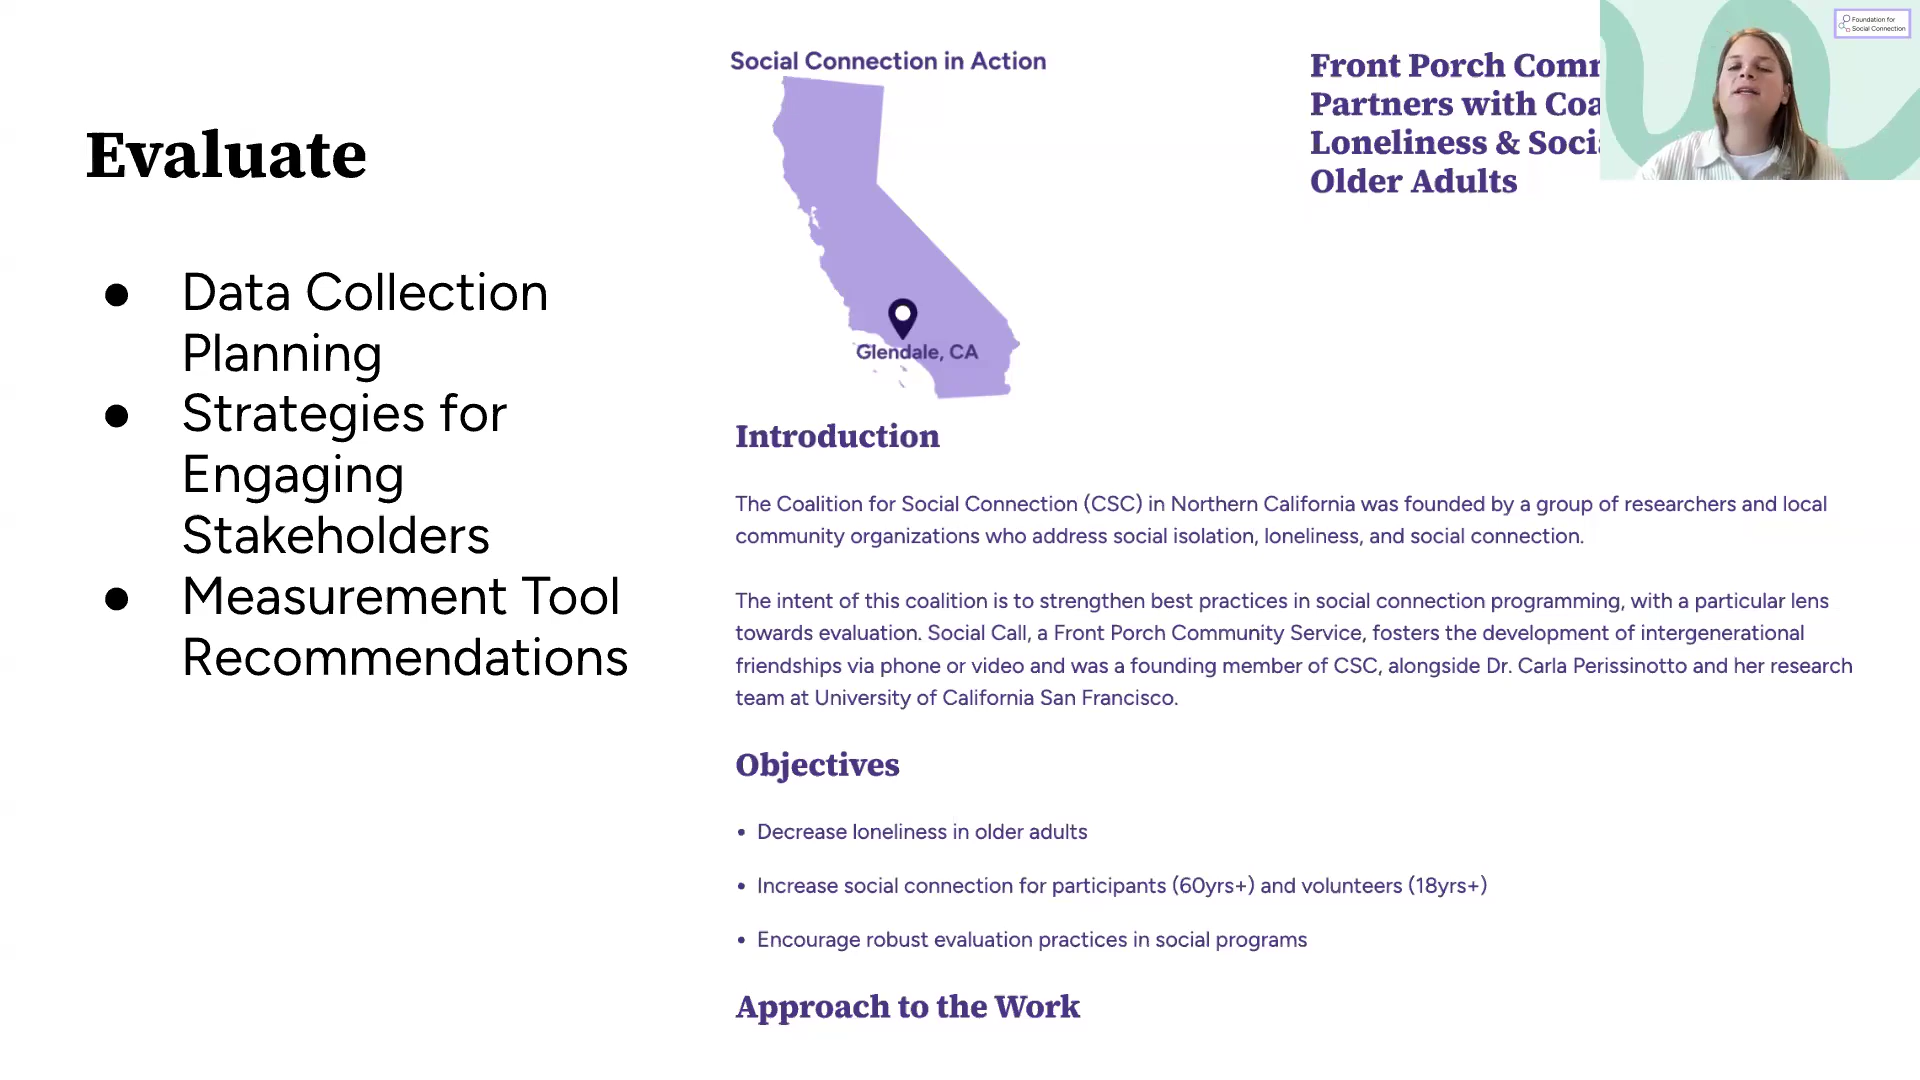 Evaluate
● Data Collection
Planning
● Strategies for
Engaging
Stakeholders
● Measurement Tool
Recommendations
Social Connection in Action
Glendale, CA
Front Porch
Partners with
Loneliness &
Older Adults
Foundation for
Social Connection
Introduction
The Coalition for Social Connection (CSC) in Northern California was founded by a group of researchers and local
community organizations who address social isolation, loneliness, and social connection.
The intent of this coalition is to strengthen best practices in social connection programming, with a particular lens
towards evaluation. Social Call, a Front Porch Community Service, fosters the development of intergenerational
friendships via phone or video and was a founding member of CSC, alongside Dr. Carla Perissinotto and her research
team at University of California San Francisco.
Objectives
• Decrease loneliness in older adults
• Increase social connection for participants (60yrs+) and volunteers (18yrs+)
• Encourage robust evaluation practices in social programs
Approach to the Work